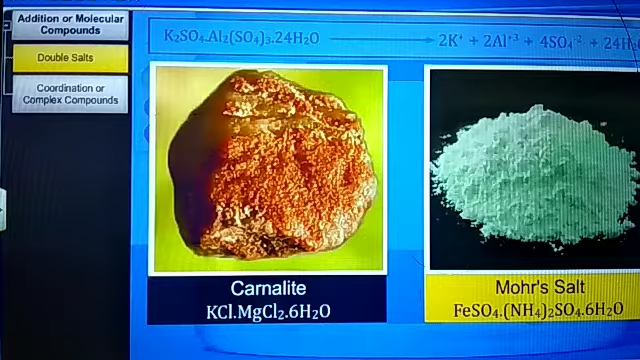 Addition or Molecular
Compounds
Double Salts
Coordination or
Complex Compounds
K₂SO₄.Al₂(SO₄)₃.24H₂O ⟶ 2K⁺ + 2Al⁺³ + 4SO₄⁻² + 24H₂
Carnalite
KCl.MgCl₂.6H₂O
Mohr's Salt
FeSO₄.(NH₄)₂SO₄.6H₂O